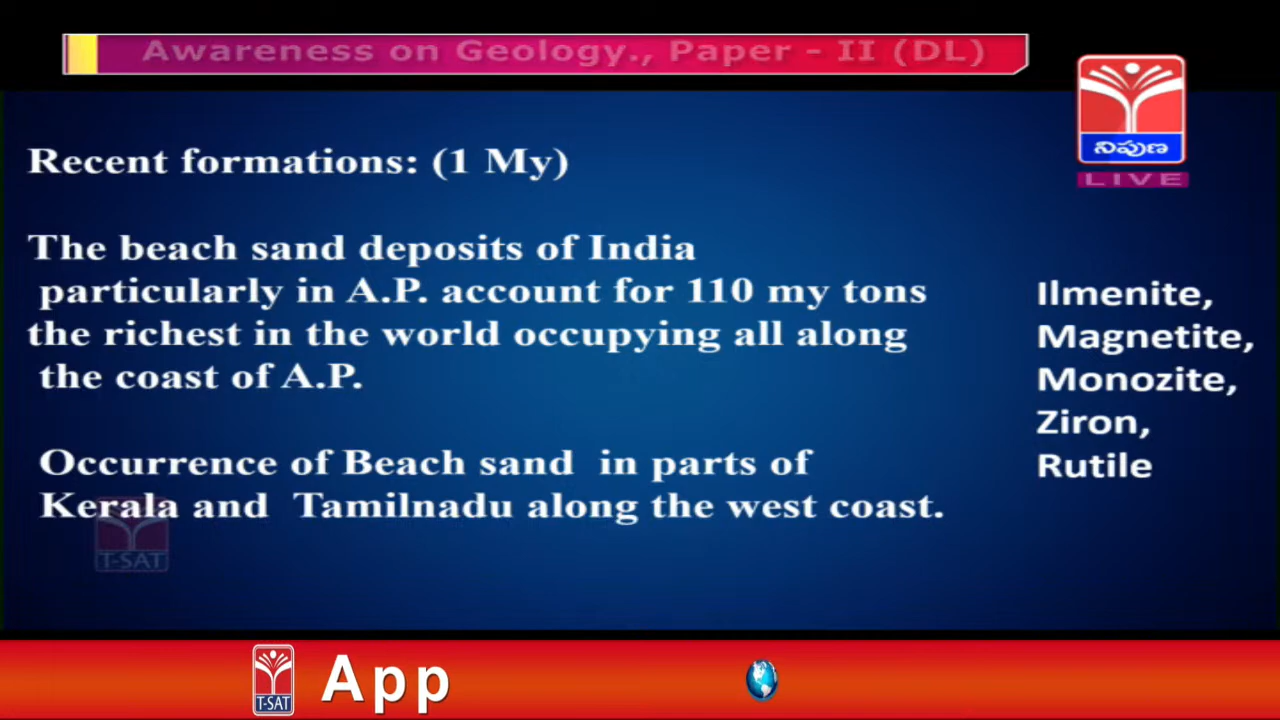 Awareness on Geology., Paper - II (DL)
నిపుణ
LIVE
Recent formations: (1 My)
The beach sand deposits of India
particularly in A.P. account for 110 my tons
the richest in the world occupying all along
the coast of A.P.
Occurrence of Beach sand in parts of
Kerala and Tamilnadu along the west coast.
Ilmenite,
Magnetite,
Monozite,
Ziron,
Rutile
T-SAT
T-SAT
App